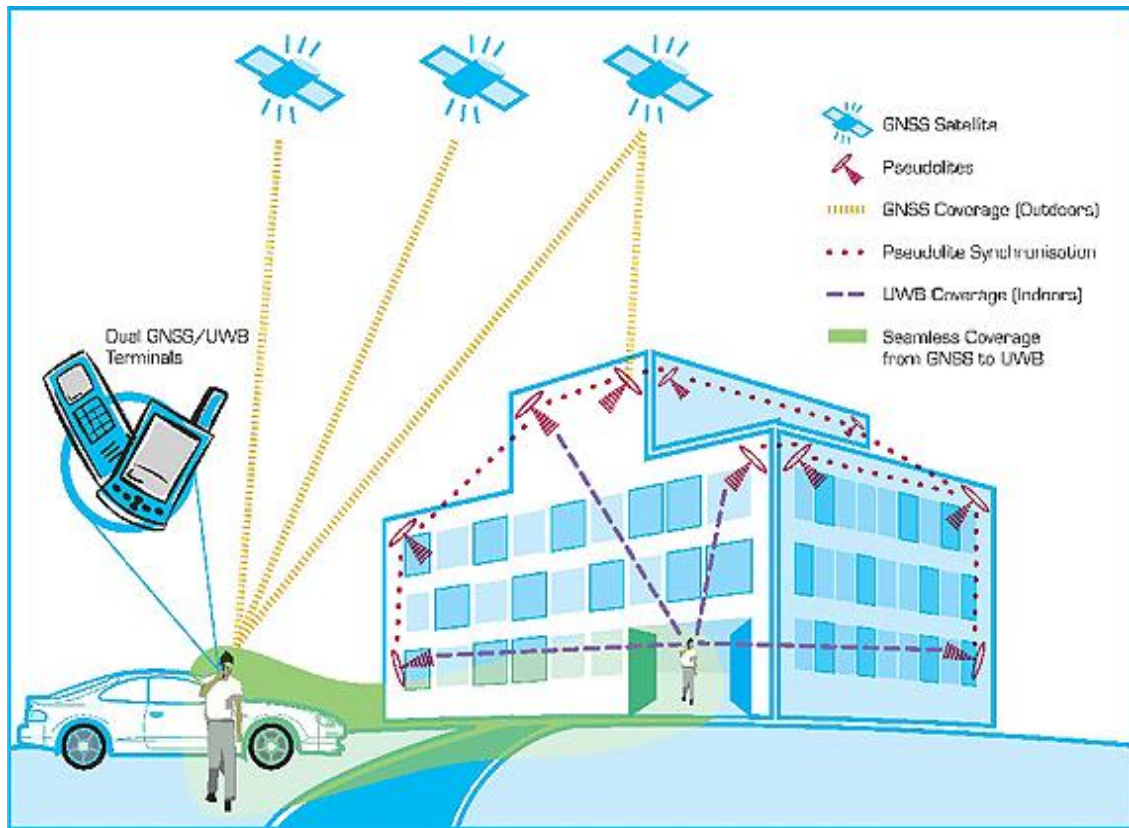 GNSS Satellite
Pseudolites
GNSS Coverage (Outdoors)
Pseudolite Synchronisation
UWB Coverage (Indoors)
Seamless Coverage
from GNSS to UWB
Dual GNSS/UWB
Terminals